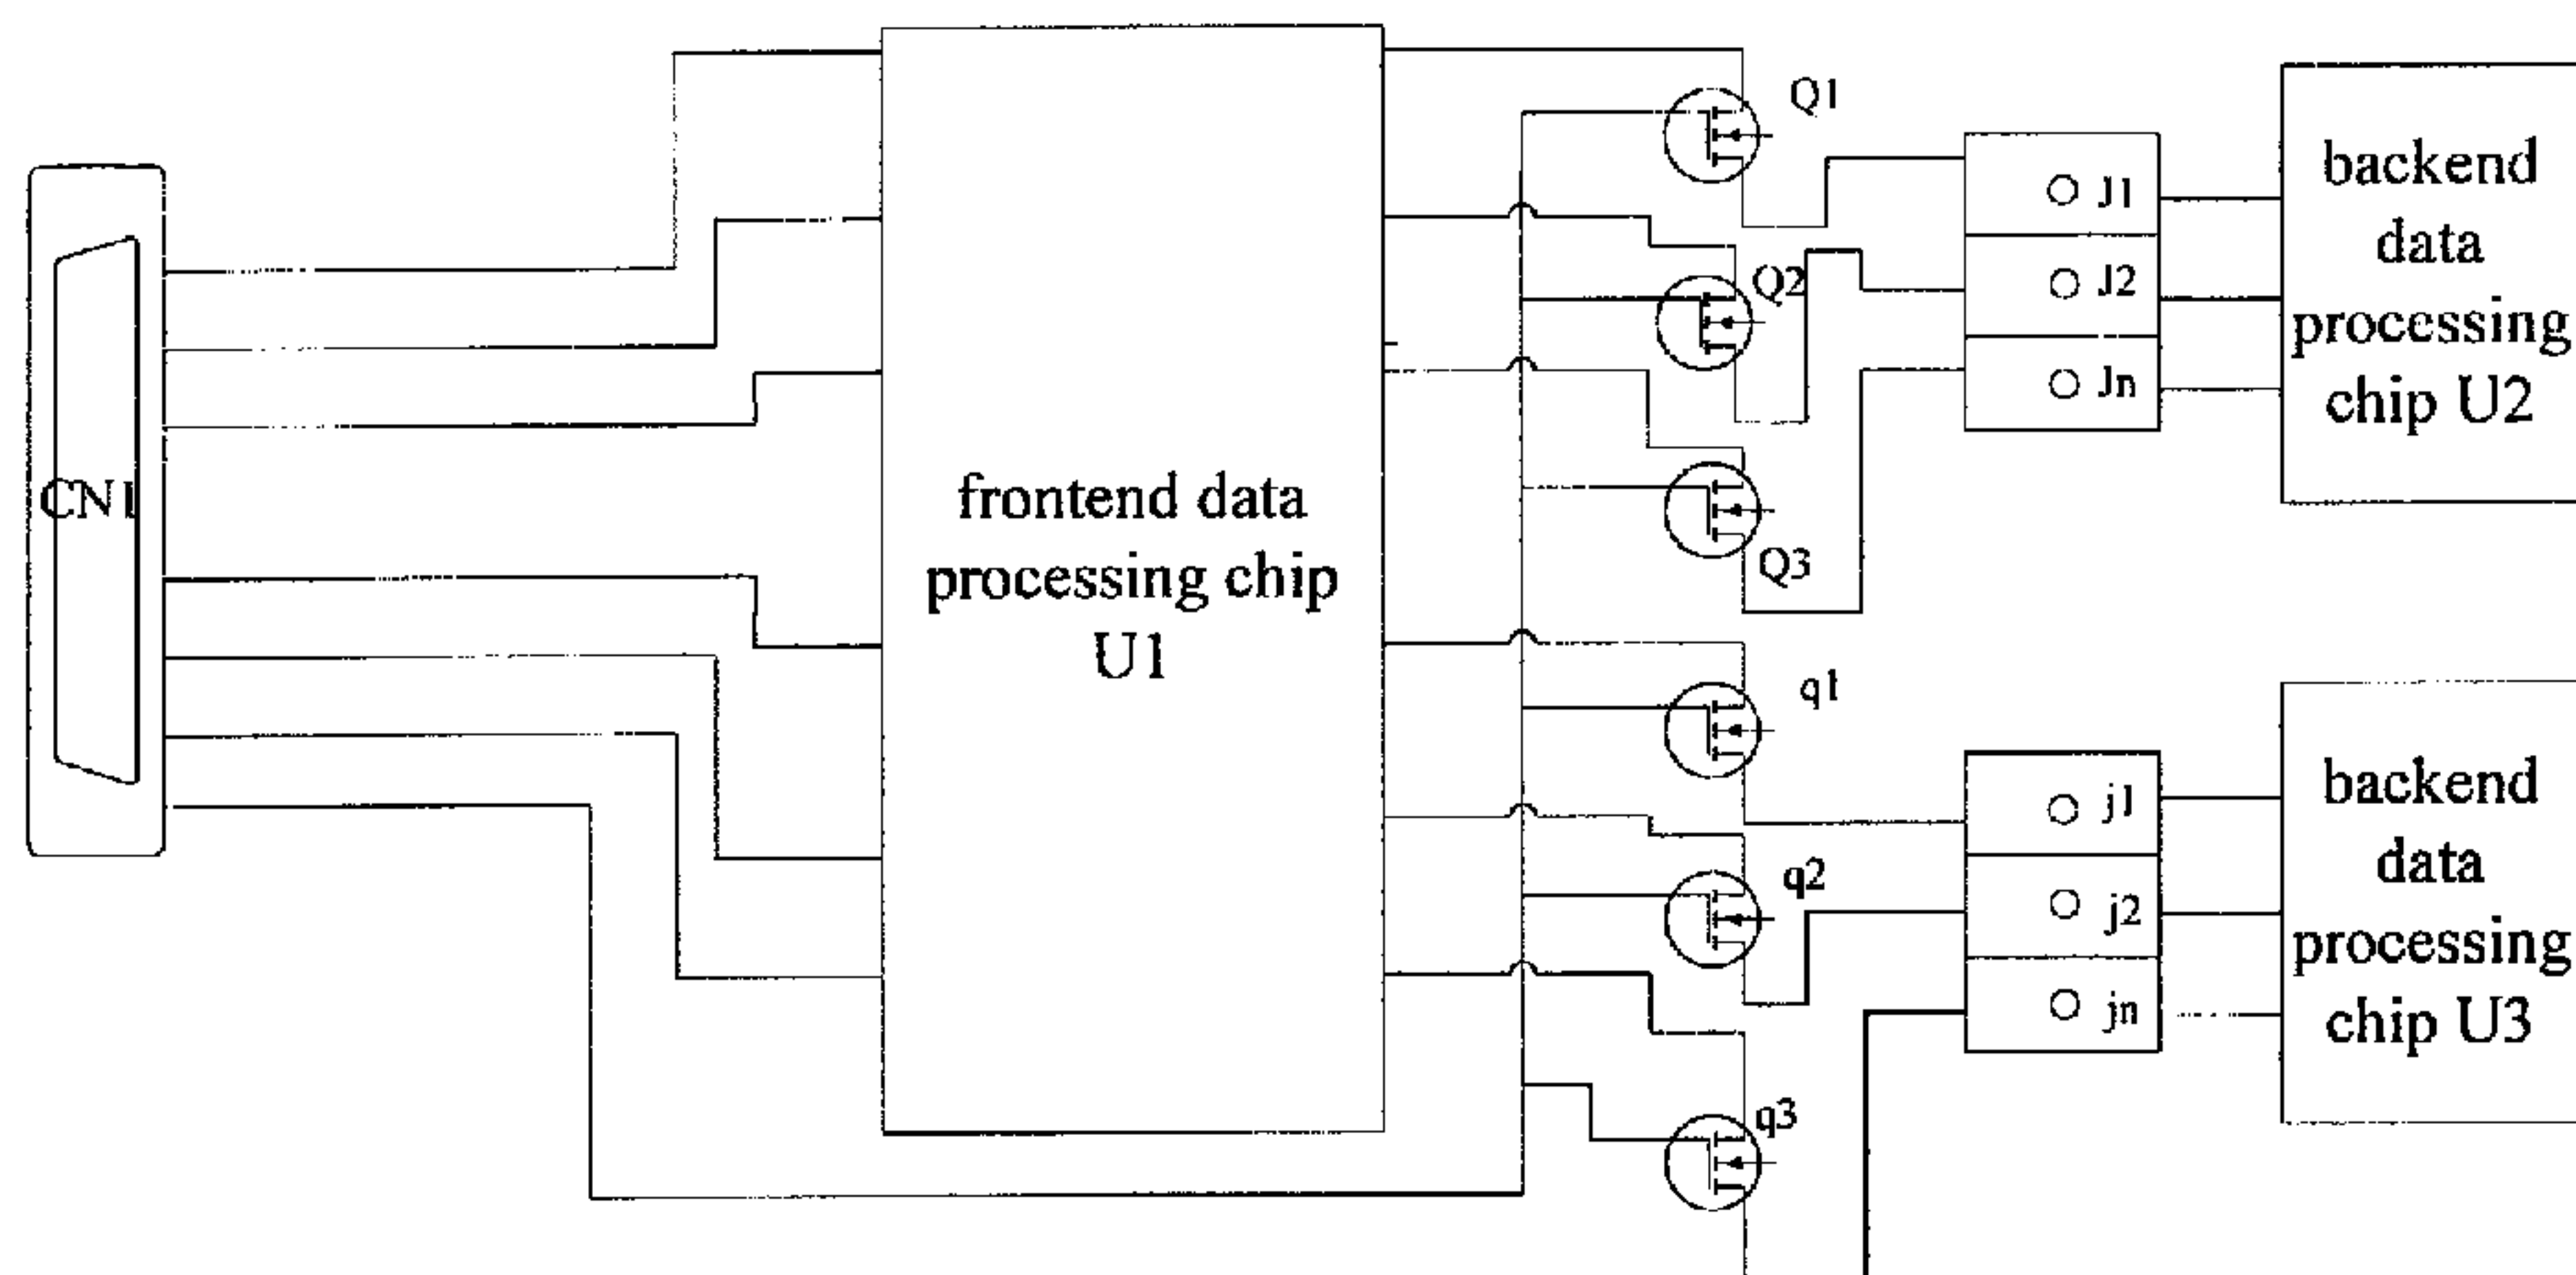 CN1
frontend data
processing chip
U1
Q1
Q2
Q3
q1
q2
q3
J1
J2
Jn
j1
j2
jn
backend
data
processing
chip U2
backend
data
processing
chip U3